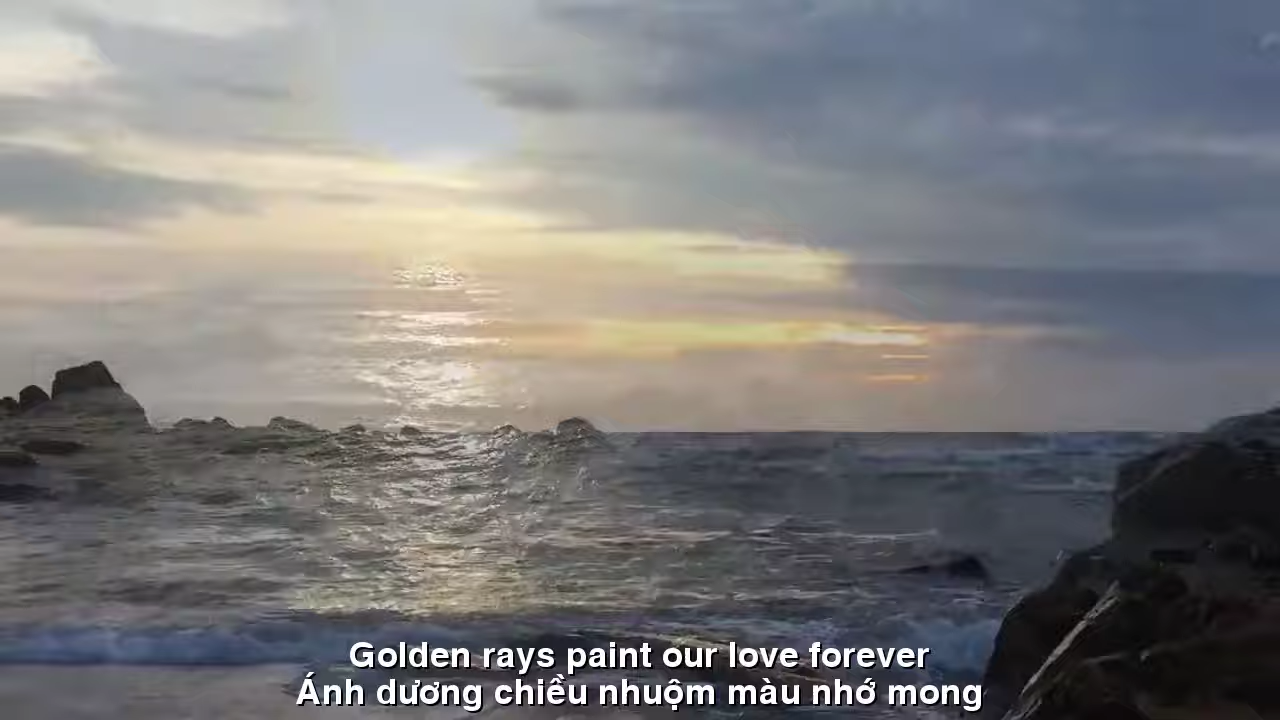 Golden rays paint our love forever
Ánh dương chiều nhuộm màu nhớ mong